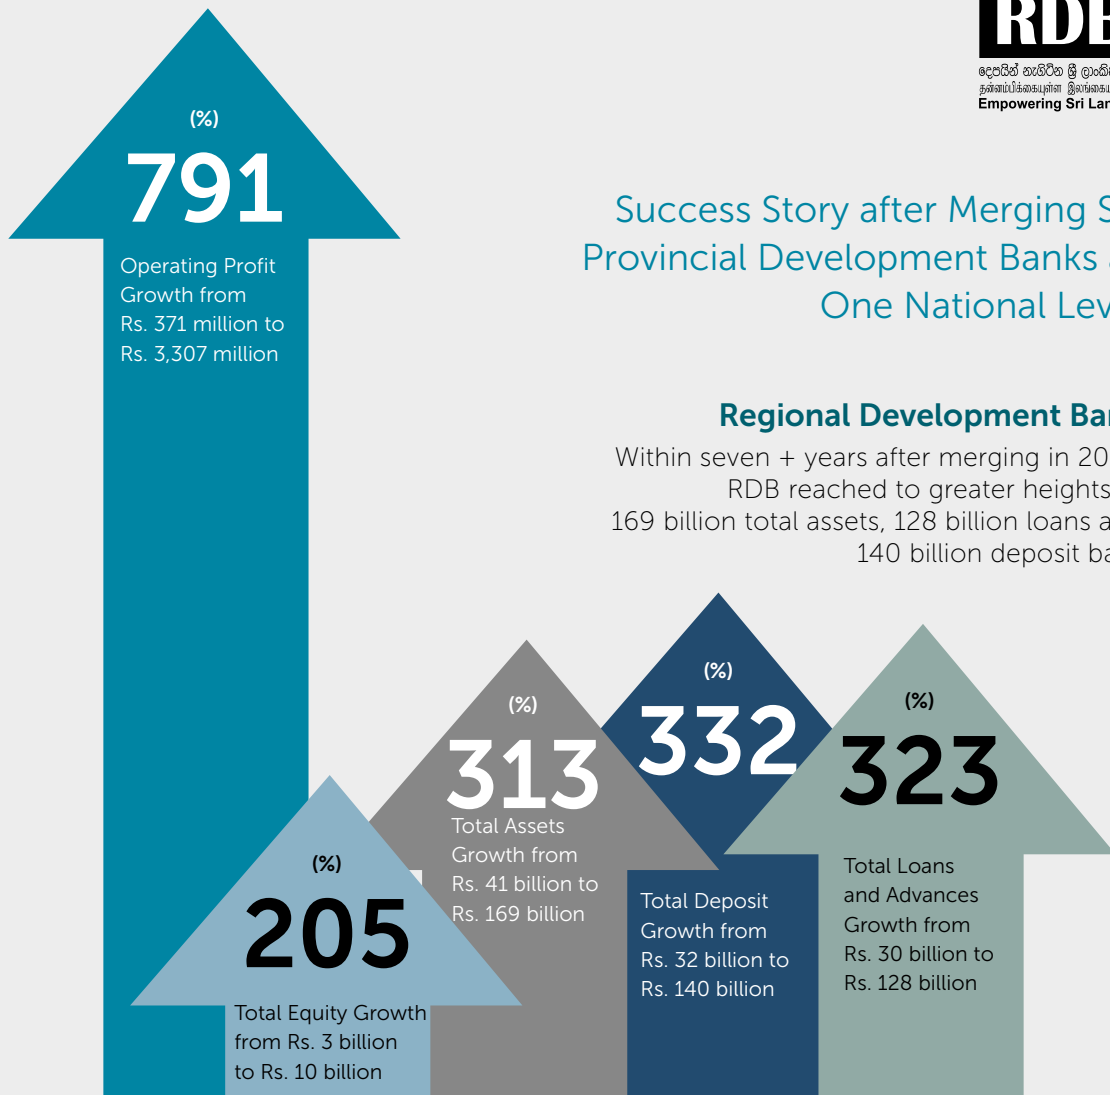 RDB
දෙපයින් නැගිටින ශ්‍රී
தன்னம்பிக்கையுள்ள
Empowering Sri
(%)
791
Operating Profit
Growth from
Rs. 371 million to
Rs. 3,307 million
Success Story after Merging
Provincial Development Banks
One National
Regional Development
Within seven + years after merging in
RDB reached to greater heights
169 billion total assets, 128 billion loans
140 billion deposit
(%)
205
Total Equity Growth
from Rs. 3 billion
to Rs. 10 billion
(%)
313
Total Assets
Growth from
Rs. 41 billion to
Rs. 169 billion
(%)
332
Total Deposit
Growth from
Rs. 32 billion to
Rs. 140 billion
(%)
323
Total Loans
and Advances
Growth from
Rs. 30 billion to
Rs. 128 billion